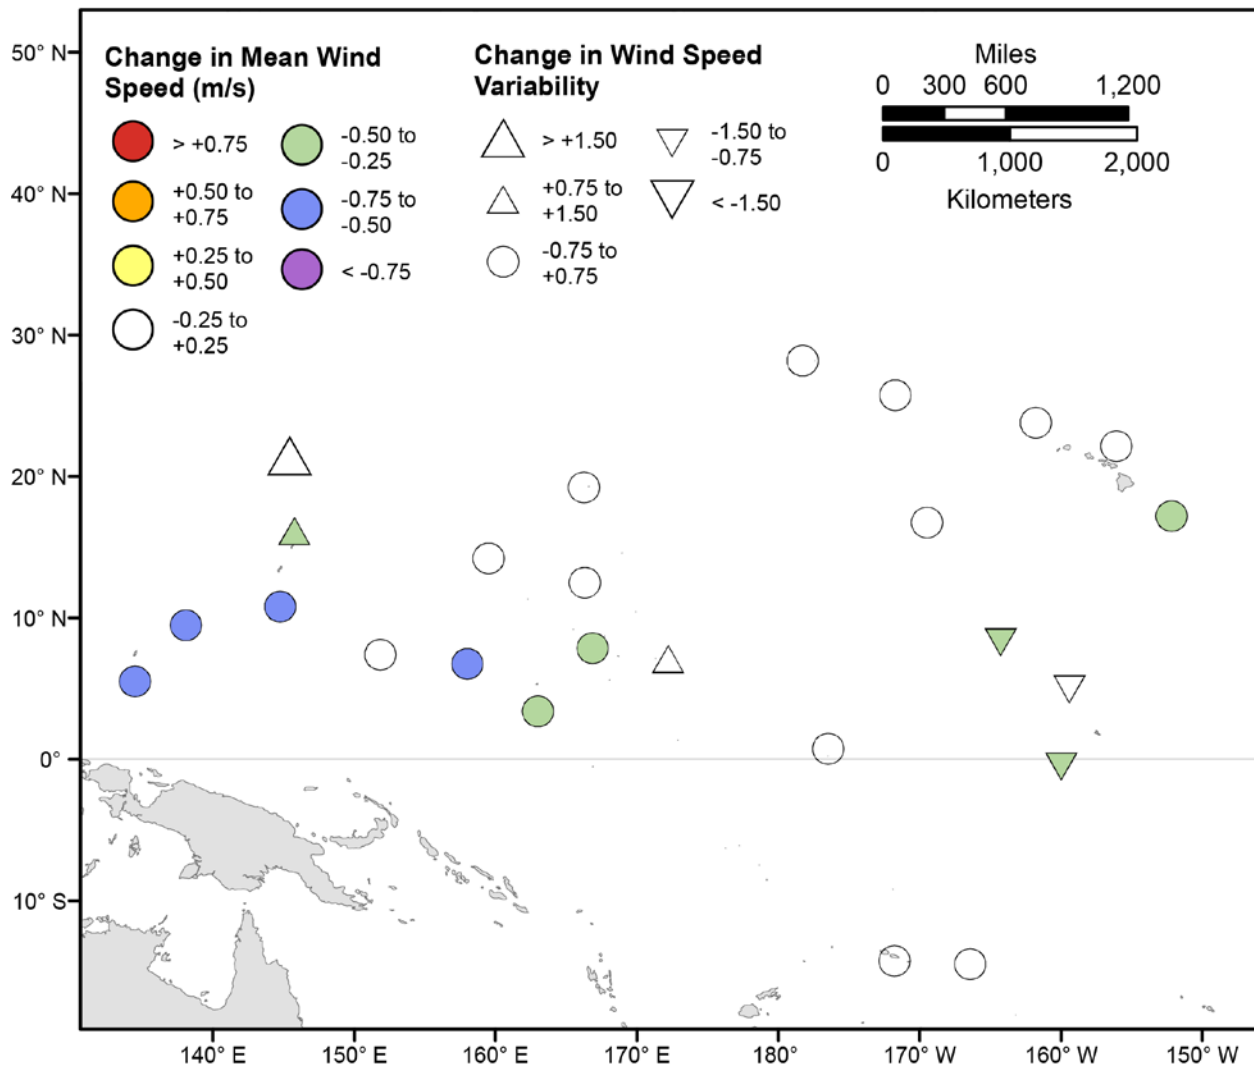 50° N
40° N
30° N
20° N
10° N
0°
10° S
Change in Mean Wind
Speed (m/s)
> +0.75
+0.50 to
+0.75
+0.25 to
+0.50
-0.25 to
+0.25
-0.50 to
-0.25
-0.75 to
-0.50
< -0.75
Change in Wind Speed
Variability
> +1.50
+0.75 to
+1.50
-0.75 to
+0.75
-1.50 to
-0.75
< -1.50
Miles
0 300 600 1,200
0 1,000 2,000
Kilometers
140° E 150° E 160° E 170° E 180° 170° W 160° W 150° W